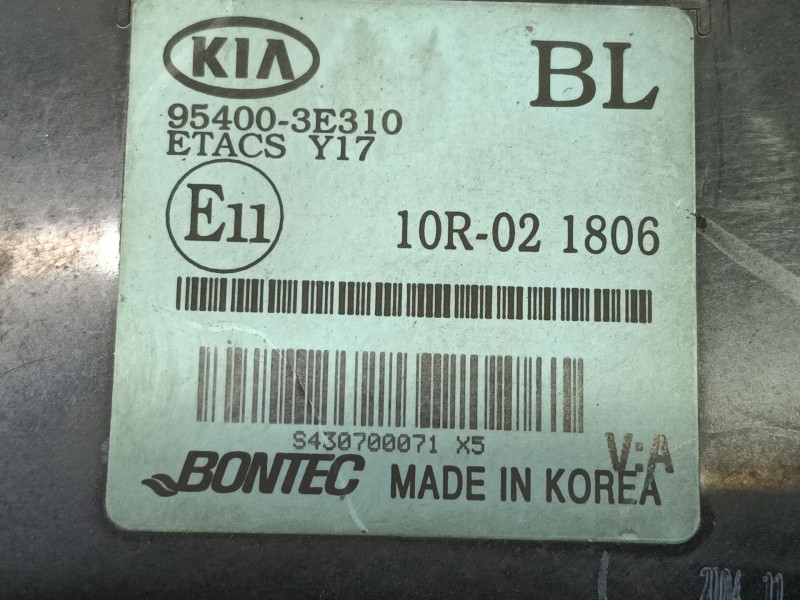 KIA
BL
95400-3E310
ETACS Y17
E11
10R-02 1806
S430700071 X5
V:A
BONTEC MADE IN KOREA